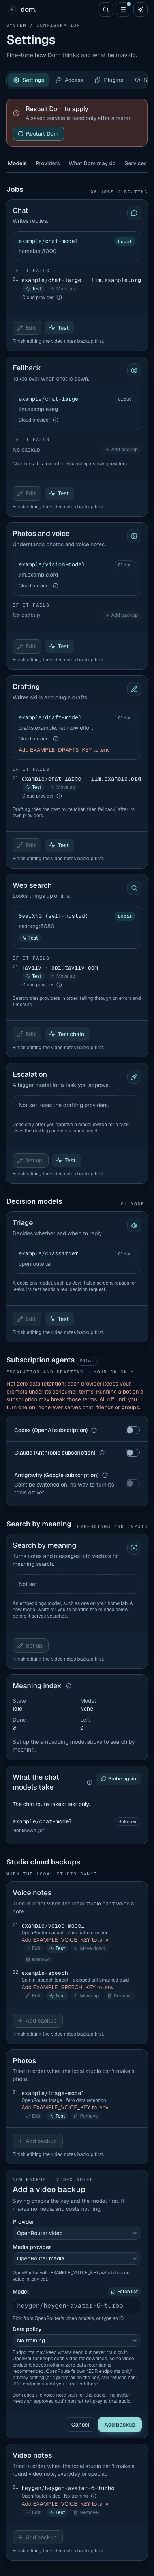 dom.
SYSTEM / CONFIGURATION
Settings
Fine-tune how Dom thinks and what he may do.
Settings
Access
Plugins
S
Restart Dom to apply
A saved service is only used after a restart.
Restart Dom
Models
Providers
What Dom may do
Services
Jobs
06 JOBS / ROUTING
Chat
Writes replies.
example/chat-model
Local
homelab:8000
IF IT FAILS
01 example/chat-large · llm.example.org
Test
Move up
Cloud provider
Edit
Test
Finish editing the video notes backup first.
Fallback
Takes over when chat is down.
example/chat-large
Cloud
llm.example.org
Cloud provider
IF IT FAILS
No backup
Add backup
Chat tries this role after exhausting its own providers.
Edit
Test
Finish editing the video notes backup first.
Photos and voice
Understands photos and voice notes.
example/vision-model
Cloud
llm.example.org
Cloud provider
IF IT FAILS
No backup
Add backup
Edit
Test
Finish editing the video notes backup first.
Drafting
Writes skills and plugin drafts.
example/draft-model
Cloud
drafts.example.net · low effort
Cloud provider
Add EXAMPLE_DRAFTS_KEY to .env
IF IT FAILS
01 example/chat-large · llm.example.org
Test
Move up
Cloud provider
Drafting tries the chat route (chat, then fallback) after its own providers.
Edit
Test
Finish editing the video notes backup first.
Web search
Looks things up online.
SearXNG (self-hosted)
Local
searxng:8080
Test
IF IT FAILS
01 Tavily · api.tavily.com
Test
Move up
Cloud provider
Search tries providers in order, falling through on errors and timeouts.
Edit
Test chain
Finish editing the video notes backup first.
Escalation
A bigger model for a task you approve.
Not set: uses the drafting providers.
Used only after you approve a model switch for a task. Uses the drafting providers when unset.
Set up
Test
Finish editing the video notes backup first.
Decision models
01 MODEL
Triage
Decides whether and when to reply.
example/classifier
Cloud
openrouter.ai
A decisions model, such as Jev: it also screens replies for leaks. Its test sends a real decision request.
Edit
Test
Finish editing the video notes backup first.
Subscription agents
Pilot
ESCALATION AND DRAFTING · YOUR DM ONLY
Not zero data retention: each provider keeps your prompts under its consumer terms. Running a bot on a subscription may break those terms. All off until you turn one on; none ever serves chat, friends or groups.
Codex (OpenAI subscription)
Claude (Anthropic subscription)
Antigravity (Google subscription)
Can't be switched on: no way to turn its tools off yet.
Search by meaning
EMBEDDINGS AND INPUTS
Search by meaning
Turns notes and messages into vectors for meaning search.
Not set.
An embeddings model, such as one on your home lab. A new model waits for you to confirm the reindex below before it serves searches.
Set up
Finish editing the video notes backup first.
Meaning index
State
Model
Idle
None
Done
Left
0
0
Set up the embedding model above to search by meaning.
What the chat models take
Probe again
The chat route takes: text only.
example/chat-model
Unknown
Not known yet
Studio cloud backups
WHEN THE LOCAL STUDIO CAN'T
Voice notes
Tried in order when the local studio can't voice a note.
01 example/voice-model
OpenRouter speech · Zero data retention
Add EXAMPLE_VOICE_KEY to .env
Edit
Test
Move down
Remove
02 example-speech
Gemini speech (direct) · skipped until marked paid
Add EXAMPLE_SPEECH_KEY to .env
Edit
Test
Move up
Remove
Add backup
Finish editing the video notes backup first.
Photos
Tried in order when the local studio can't make a photo.
01 example/image-model
OpenRouter image · Zero data retention
Add EXAMPLE_VOICE_KEY to .env
Edit
Test
Remove
Add backup
Finish editing the video notes backup first.
NEW BACKUP · VIDEO NOTES
Add a video backup
Saving checks the key and the model first. It makes no media and costs nothing.
Provider
OpenRouter video
Media provider
OpenRouter media
OpenRouter with EXAMPLE_VOICE_KEY, which has no value in .env yet.
Model
Fetch list
heygen/heygen-avatar-6-turbo
Pick from OpenRouter's video models, or type an ID.
Data policy
No training
Endpoints may keep what's sent, but never train on it. OpenRouter keeps each video for download, so no video endpoint keeps nothing. Zero data retention is recommended. OpenRouter's own "ZDR endpoints only" privacy setting (or a guardrail on the key) still refuses non-ZDR endpoints until you turn it off there.
Dom uses the voice note path for the audio. The avatar needs an approved opening portrait to lip-sync that audio.
Cancel
Add backup
Video notes
Tried in order when the local studio can't make a round video note, everyday or special.
01 heygen/heygen-avatar-6-turbo
OpenRouter video · No training
Add EXAMPLE_VOICE_KEY to .env
Edit
Test
Remove
Add backup
Finish editing the video notes backup first.